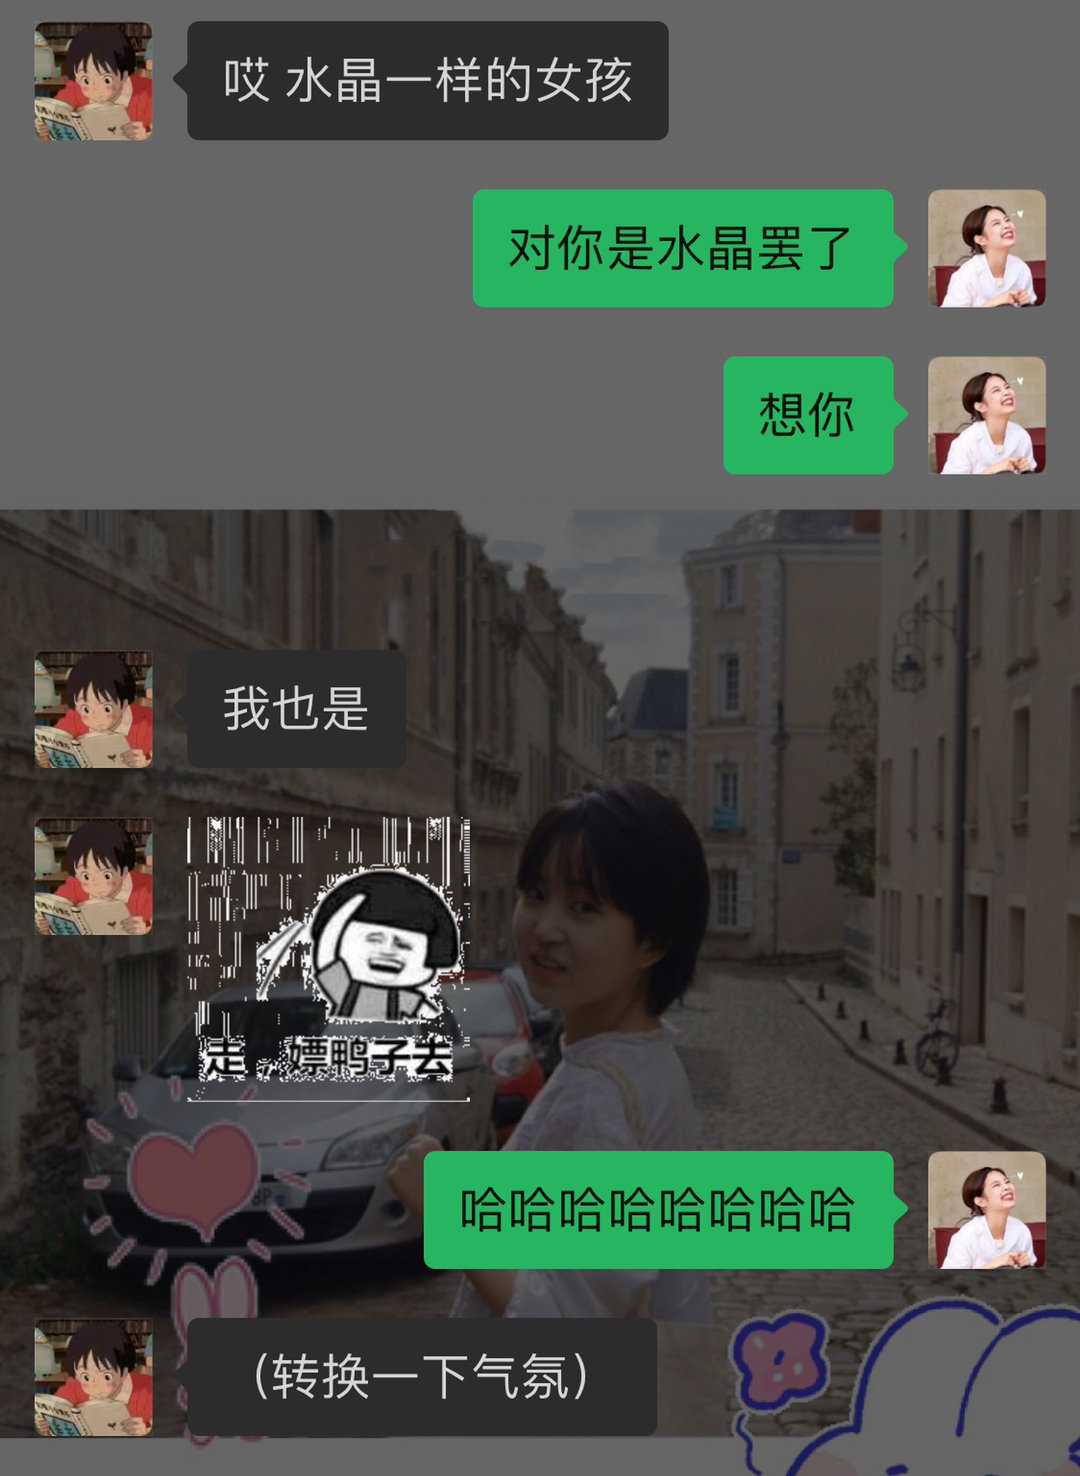 哎 水晶一样的女孩
对你是水晶罢了
想你
我也是
走，嫖鸭子去
哈哈哈哈哈哈哈哈
（转换一下气氛）